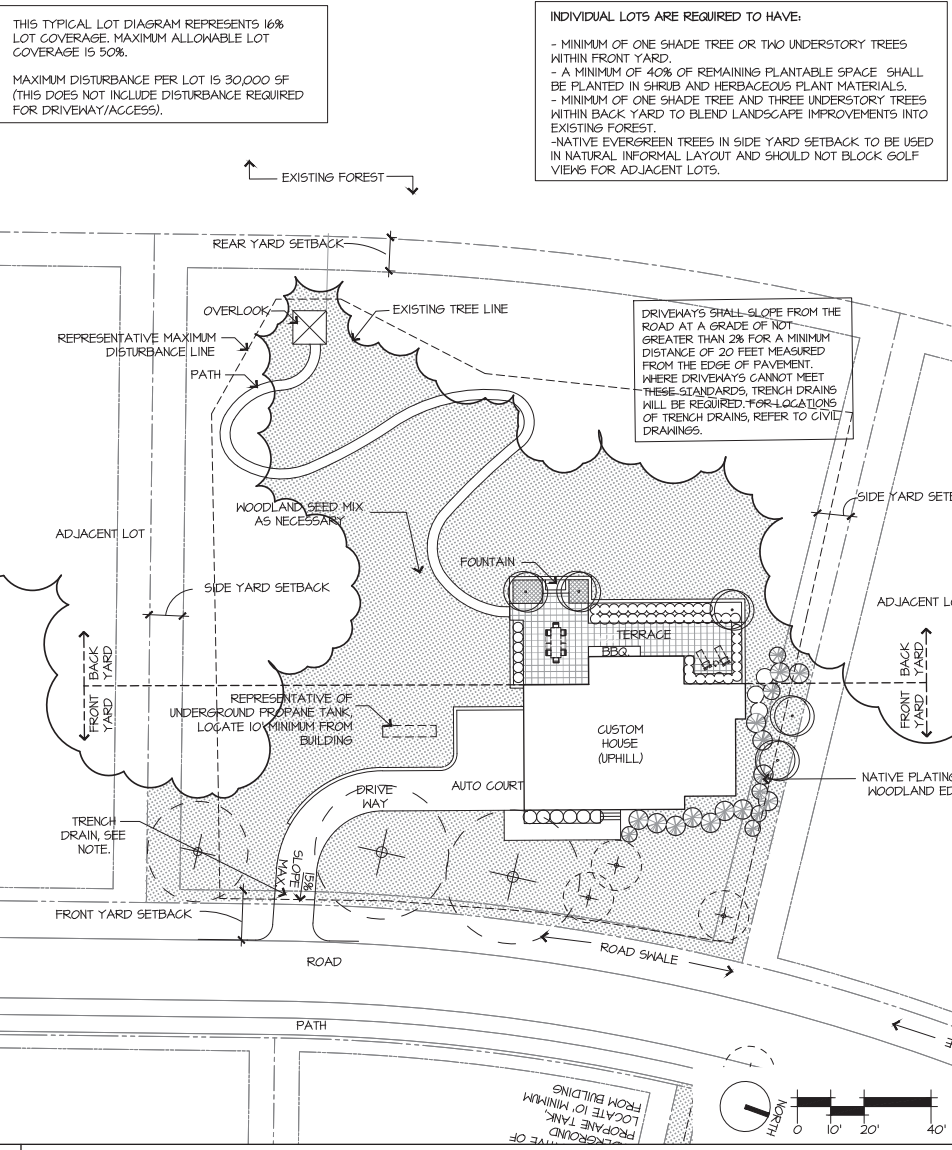 THIS TYPICAL LOT DIAGRAM REPRESENTS 16%
LOT COVERAGE. MAXIMUM ALLOWABLE LOT
COVERAGE IS 50%.
MAXIMUM DISTURBANCE PER LOT IS 30,000 SF
(THIS DOES NOT INCLUDE DISTURBANCE REQUIRED
FOR DRIVEWAY/ACCESS).
INDIVIDUAL LOTS ARE REQUIRED TO HAVE:
- MINIMUM OF ONE SHADE TREE OR TWO UNDERSTORY TREES
WITHIN FRONT YARD.
- A MINIMUM OF 40% OF REMAINING PLANTABLE SPACE SHALL
BE PLANTED IN SHRUB AND HERBACEOUS PLANT MATERIALS.
- MINIMUM OF ONE SHADE TREE AND THREE UNDERSTORY TREES
WITHIN BACK YARD TO BLEND LANDSCAPE IMPROVEMENTS INTO
EXISTING FOREST.
-NATIVE EVERGREEN TREES IN SIDE YARD SETBACK TO BE USED
IN NATURAL INFORMAL LAYOUT AND SHOULD NOT BLOCK GOLF
VIEWS FOR ADJACENT LOTS.
EXISTING FOREST
REAR YARD SETBACK
OVERLOOK
EXISTING TREE LINE
REPRESENTATIVE MAXIMUM
DISTURBANCE LINE
PATH
DRIVEWAYS SHALL SLOPE FROM THE
ROAD AT A GRADE OF NOT
GREATER THAN 2% FOR A MINIMUM
DISTANCE OF 20 FEET MEASURED
FROM THE EDGE OF PAVEMENT.
WHERE DRIVEWAYS CANNOT MEET
THESE STANDARDS, TRENCH DRAINS
WILL BE REQUIRED. FOR LOCATIONS
OF TRENCH DRAINS, REFER TO CIVIL
DRAWINGS.
WOODLAND SEED MIX
AS NECESSARY
SIDE YARD SETB
ADJACENT LOT
FOUNTAIN
SIDE YARD SETBACK
ADJACENT LO
TERRACE
BBQ.
BACK
YARD
FRONT
YARD
BACK
YARD
FRONT
YARD
REPRESENTATIVE OF
UNDERGROUND PROPANE TANK,
LOCATE 10' MINIMUM FROM
BUILDING
CUSTOM
HOUSE
(UPHILL)
AUTO COURT
DRIVE
WAY
NATIVE PLATING
WOODLAND ED
TRENCH
DRAIN, SEE
NOTE.
15%
SLOPE
MAX.
FRONT YARD SETBACK
ROAD SWALE
ROAD
PATH
TIVE OF
DERGROUND
PROPANE TANK,
LOCATE 10' MINIMUM
FROM BUILDING
NORTH
0 10' 20' 40'